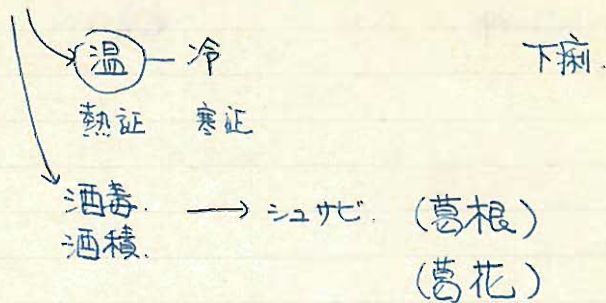 温 — 冷 下痢.
熱証 寒証
酒毒. → シュサビ. (葛根)
酒積. (葛花)